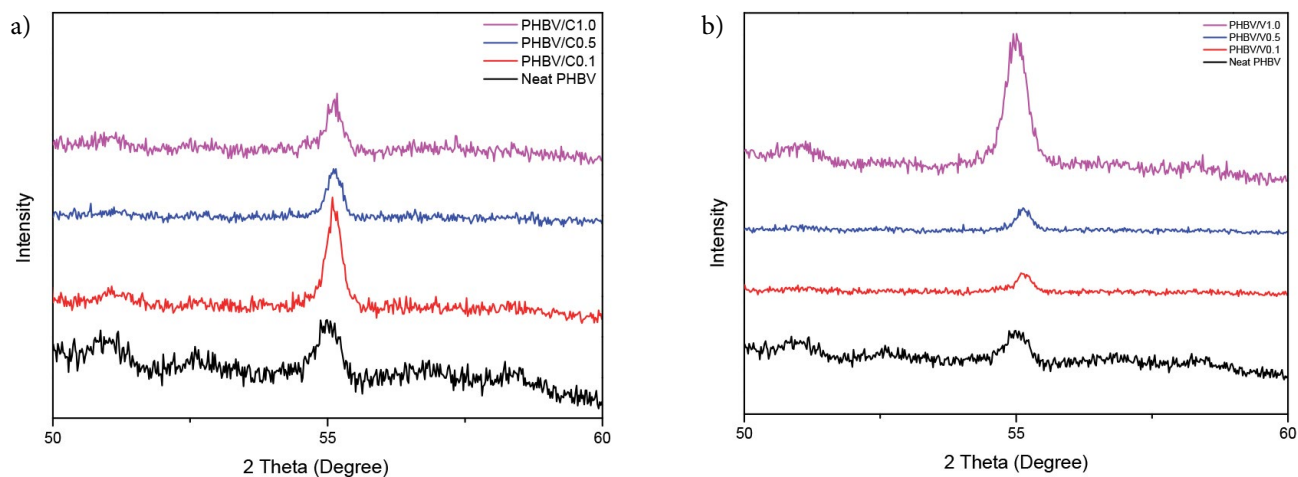 a)
PHBV/C1.0
PHBV/C0.5
PHBV/C0.1
Neat PHBV
Intensity
50
55
60
2 Theta (Degree)
b)
PHBV/V1.0
PHBV/V0.5
PHBV/V0.1
Neat PHBV
Intensity
50
55
60
2 Theta (Degree)